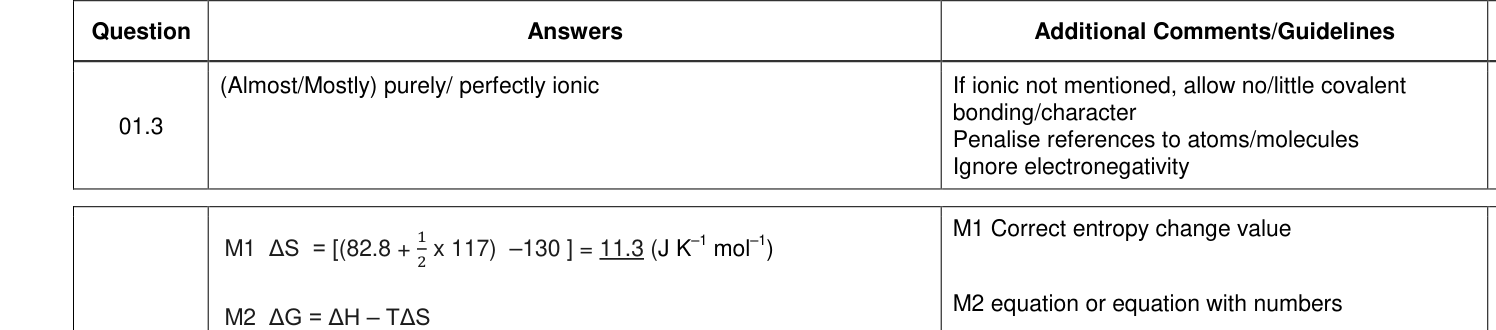 Question Answers Additional Comments/Guidelines
01.3
(Almost/Mostly) purely/ perfectly ionic
If ionic not mentioned, allow no/little covalent
bonding/character
Penalise references to atoms/molecules
Ignore electronegativity
M1 ΔS = [(82.8 + 1/2 x 117) –130 ] = 11.3 (J K⁻¹ mol⁻¹)
M1 Correct entropy change value
M2 ΔG = ΔH – TΔS
M2 equation or equation with numbers